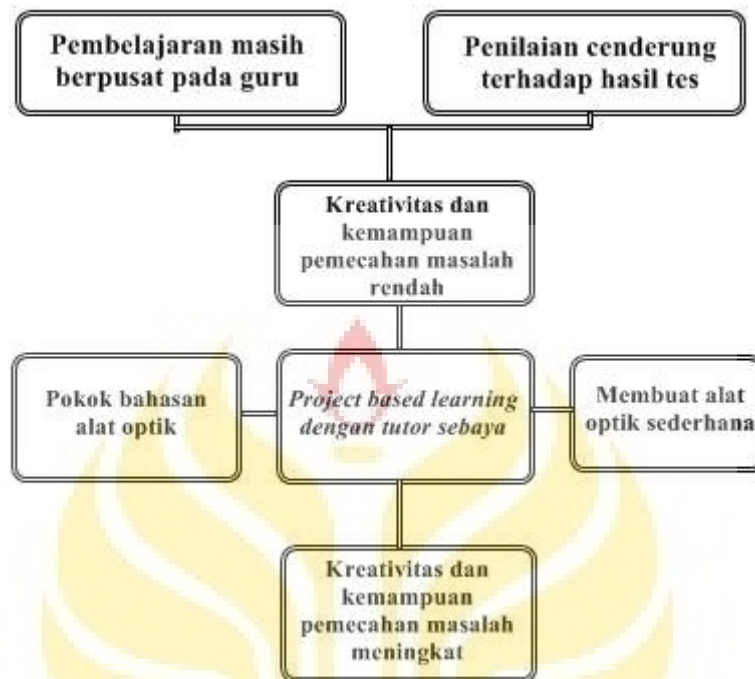 Pembelajaran masih
berpusat pada guru
Penilaian cenderung
terhadap hasil tes
Kreativitas dan
kemampuan
pemecahan masalah
rendah
Pokok bahasan
alat optik
Project based learning
dengan tutor sebaya
Membuat alat
optik sederhana
Kreativitas dan
kemampuan
pemecahan masalah
meningkat